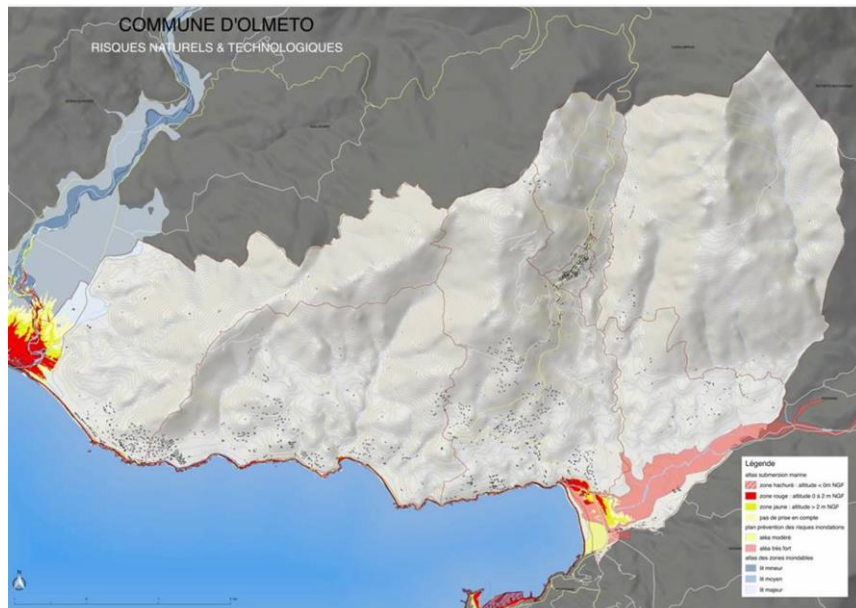 COMMUNE D'OLMETO
RISQUES NATURELS & TECHNOLOGIQUES
Légende
atlas submersion marine
zone hachuré : altitude < 0m NGF
zone rouge : altitude 0 à 2 m NGF
zone jaune : altitude > 2 m NGF
pas de prise en compte
plan prévention des risques inondations
aléa modéré
aléa très fort
atlas des zones inondables
lit mineur
lit moyen
lit majeur